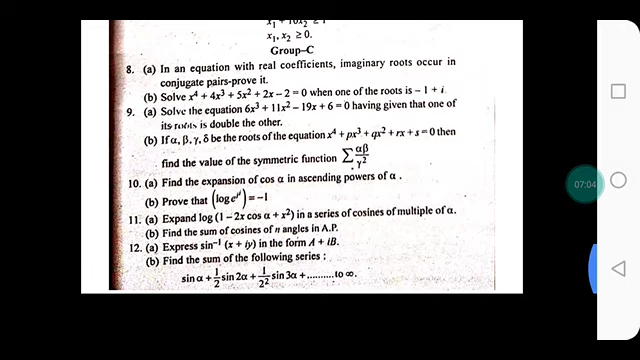 x₁ + 10x₂ ≥ 1
x₁, x₂ ≥ 0.
Group–C
8. (a) In an equation with real coefficients, imaginary roots occur in
conjugate pairs-prove it.
(b) Solve x⁴ + 4x³ + 5x² + 2x – 2 = 0 when one of the roots is – 1 + i.
9. (a) Solve the equation 6x³ + 11x² – 19x + 6 = 0 having given that one of
its roots is double the other.
(b) If α, β, γ, δ be the roots of the equation x⁴ + px³ + qx² + rx + s = 0 then
find the value of the symmetric function ∑ αβ/γ²
10. (a) Find the expansion of cos α in ascending powers of α .
(b) Prove that (log e^{i^i}) = –1
11. (a) Expand log (1 – 2x cos α + x²) in a series of cosines of multiple of α.
(b) Find the sum of cosines of n angles in A.P.
12. (a) Express sin⁻¹ (x + iy) in the form A + iB.
(b) Find the sum of the following series :
sin α + 1/2 sin 2α + 1/2² sin 3α + .......... to ∞.
07:04